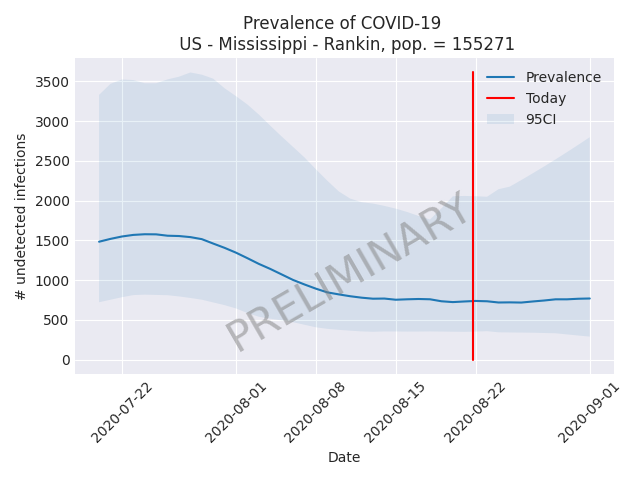 Prevalence of COVID-19
US - Mississippi - Rankin, pop. = 155271
# undetected infections
3500
3000
2500
2000
1500
1000
500
0
Prevalence
Today
95CI
PRELIMINARY
2020-07-22
2020-08-01
2020-08-08
2020-08-15
2020-08-22
2020-09-01
Date